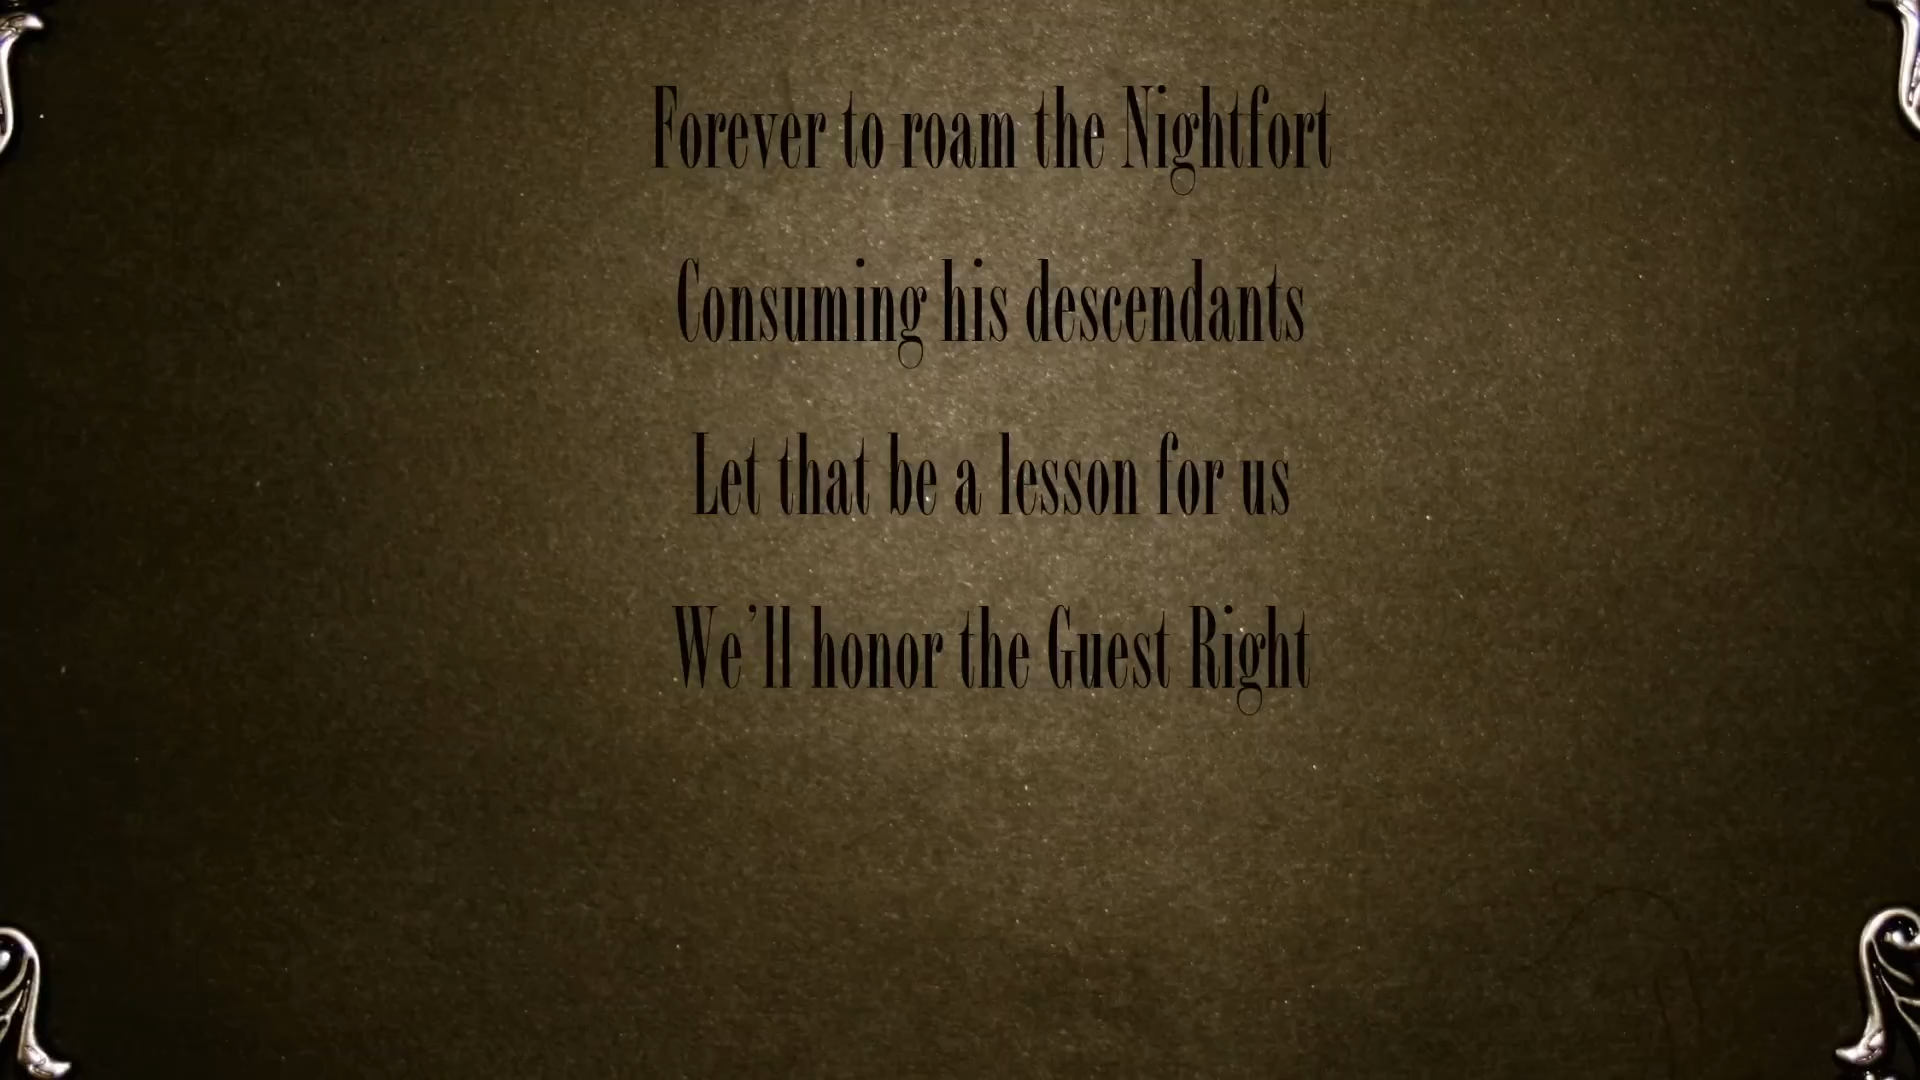 Forever to roam the Nightfort
Consuming his descendants
Let that be a lesson for us
We'll honor the Guest Right